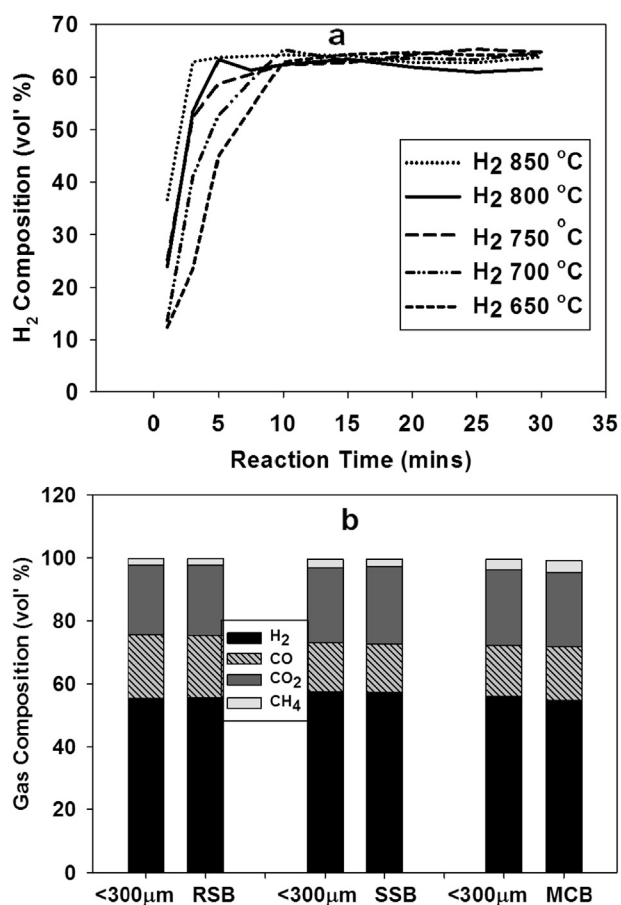 a
H2 Composition (vol' %)
70
60
50
40
30
20
10
0
H2 850 °C
H2 800 °C
H2 750 °C
H2 700 °C
H2 650 °C
0 5 10 15 20 25 30 35
Reaction Time (mins)
b
Gas Composition (vol' %)
120
100
80
60
40
20
0
H2
CO
CO2
CH4
<300µm RSB <300µm SSB <300µm MCB